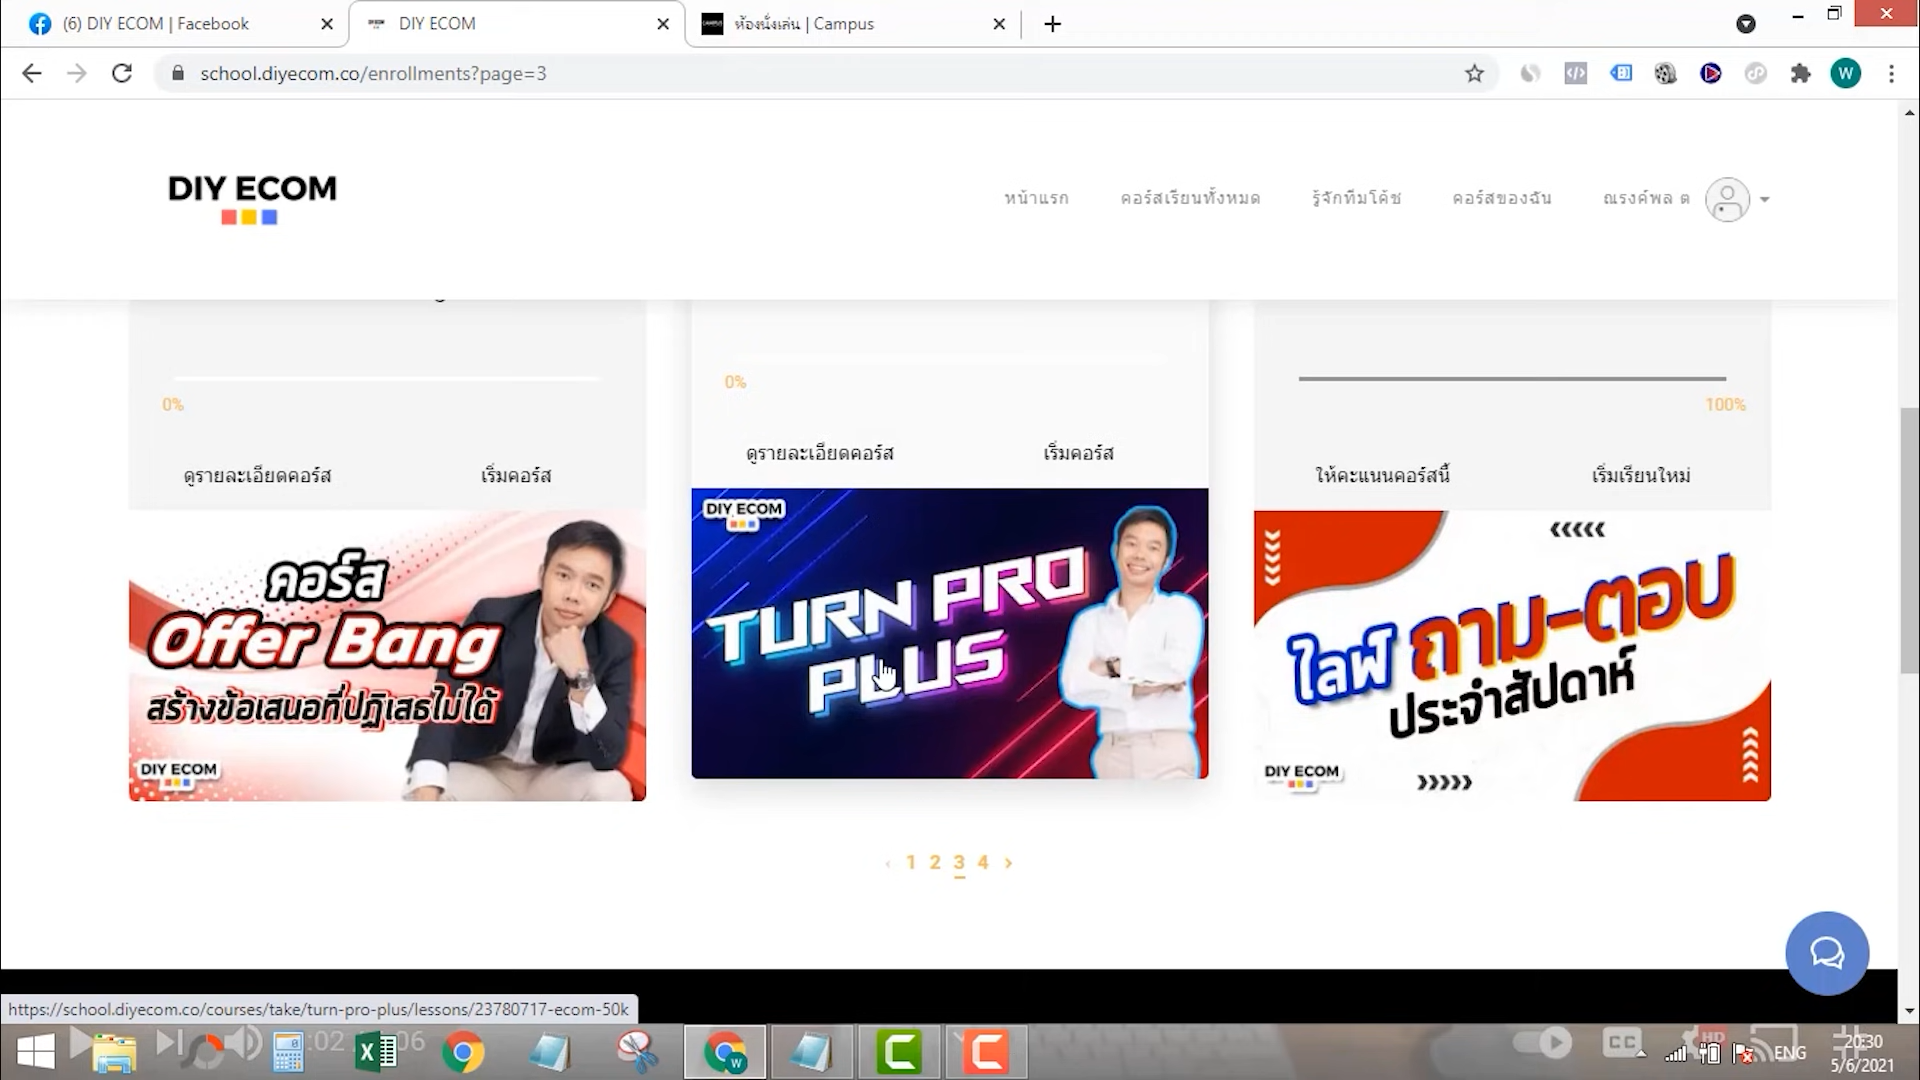 (6) DIY ECOM | Facebook
DIY ECOM
ห้องนั่งเล่น | Campus
school.diyecom.co/enrollments?page=3
W
DIY ECOM
หน้าแรก
คอร์สเรียนทั้งหมด
รู้จักทีมโค้ช
คอร์สของฉัน
ณรงค์พล ต
0%
0%
100%
ดูรายละเอียดคอร์ส
เริ่มคอร์ส
ดูรายละเอียดคอร์ส
เริ่มคอร์ส
ให้คะแนนคอร์สนี้
เริ่มเรียนใหม่
คอร์ส
Offer Bang
สร้างข้อเสนอที่ปฏิเสธไม่ได้
DIY ECOM
DIY ECOM
TURN PRO
PLUS
ไลฟ์ ถาม-ตอบ
ประจำสัปดาห์
DIY ECOM
‹ 1 2 3 4 ›
https://school.diyecom.co/courses/take/turn-pro-plus/lessons/23780717-ecom-50k
CC
HD
ENG
20:30
5/6/2021